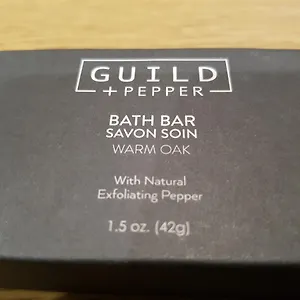 GUILD
+ PEPPER
BATH BAR
SAVON SOIN
WARM OAK
With Natural
Exfoliating Pepper
1.5 oz. (42g)